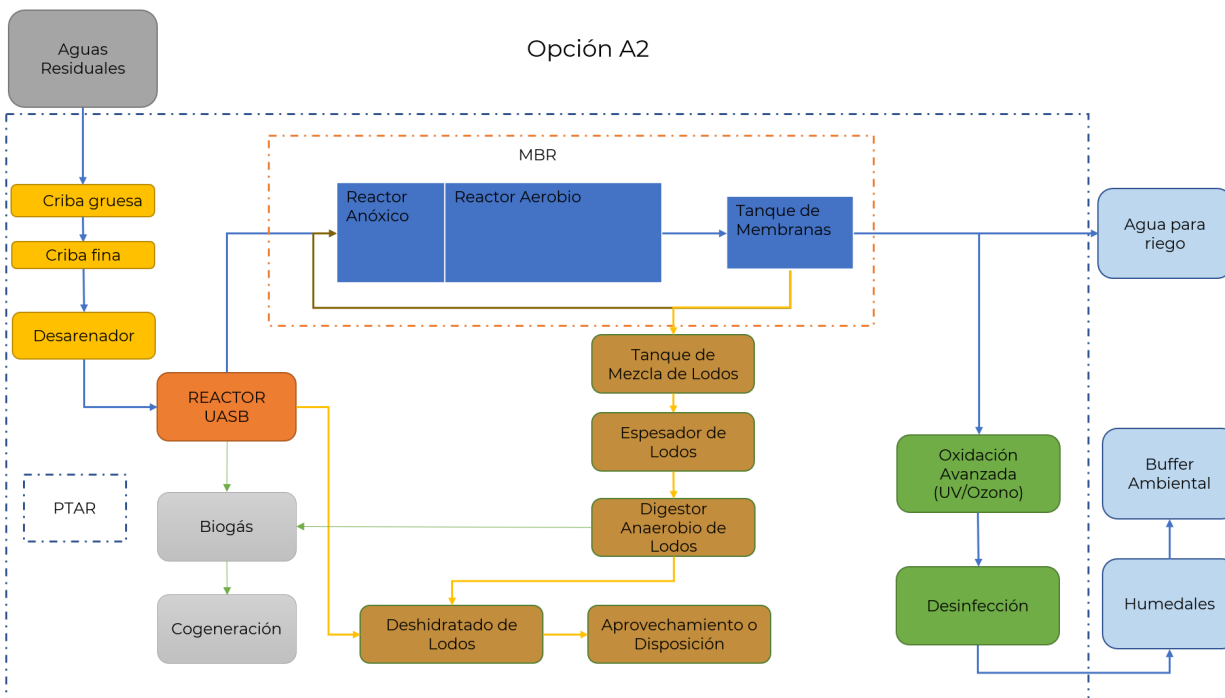 Opción A2
Aguas
Residuales
MBR
Criba gruesa
Criba fina
Desarenador
Reactor
Anóxico
Reactor Aerobio
Tanque de
Membranas
Agua para
riego
REACTOR
UASB
Tanque de
Mezcla de Lodos
Espesador de
Lodos
Digestor
Anaerobio de
Lodos
PTAR
Biogás
Cogeneración
Deshidratado de
Lodos
Aprovechamiento o
Disposición
Oxidación
Avanzada
(UV/Ozono)
Desinfección
Buffer
Ambiental
Humedales